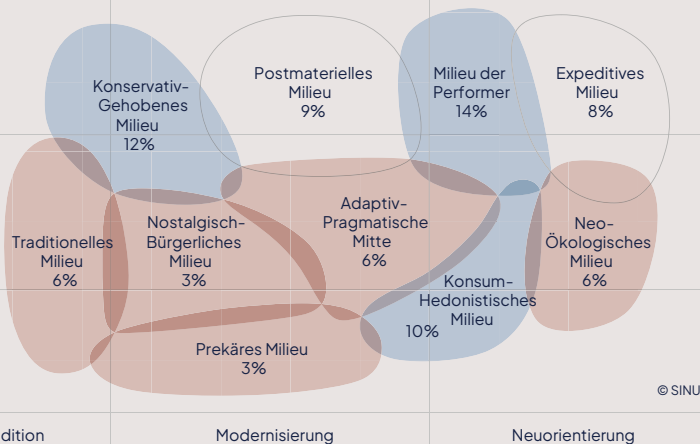 Konservativ-
Gehobenes
Milieu
12%
Postmaterielles
Milieu
9%
Milieu der
Performer
14%
Expeditives
Milieu
8%
Traditionelles
Milieu
6%
Nostalgisch-
Bürgerliches
Milieu
3%
Adaptiv-
Pragmatische
Mitte
6%
Konsum-
Hedonistisches
Milieu
10%
Neo-
Ökologisches
Milieu
6%
Prekäres Milieu
3%
© SINU
dition
Modernisierung
Neuorientierung